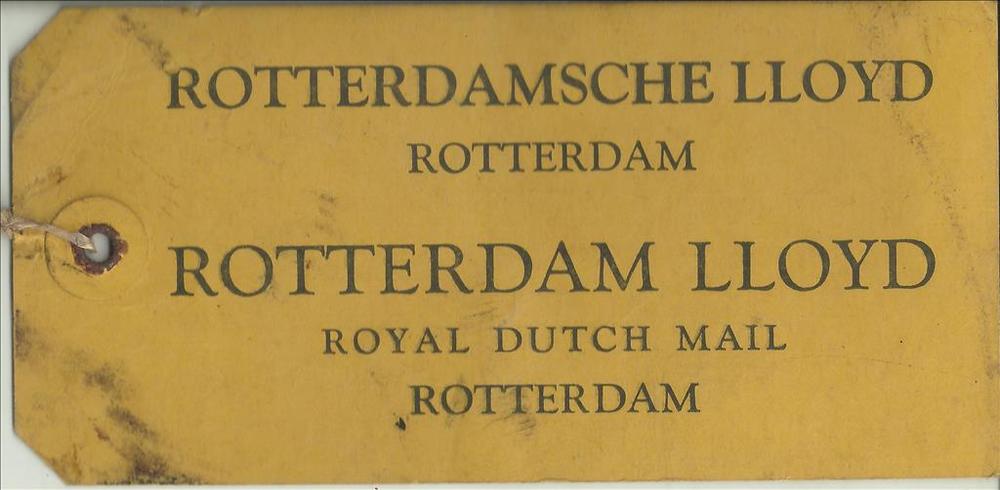 ROTTERDAMSCHE LLOYD
ROTTERDAM
ROTTERDAM LLOYD
ROYAL DUTCH MAIL
ROTTERDAM